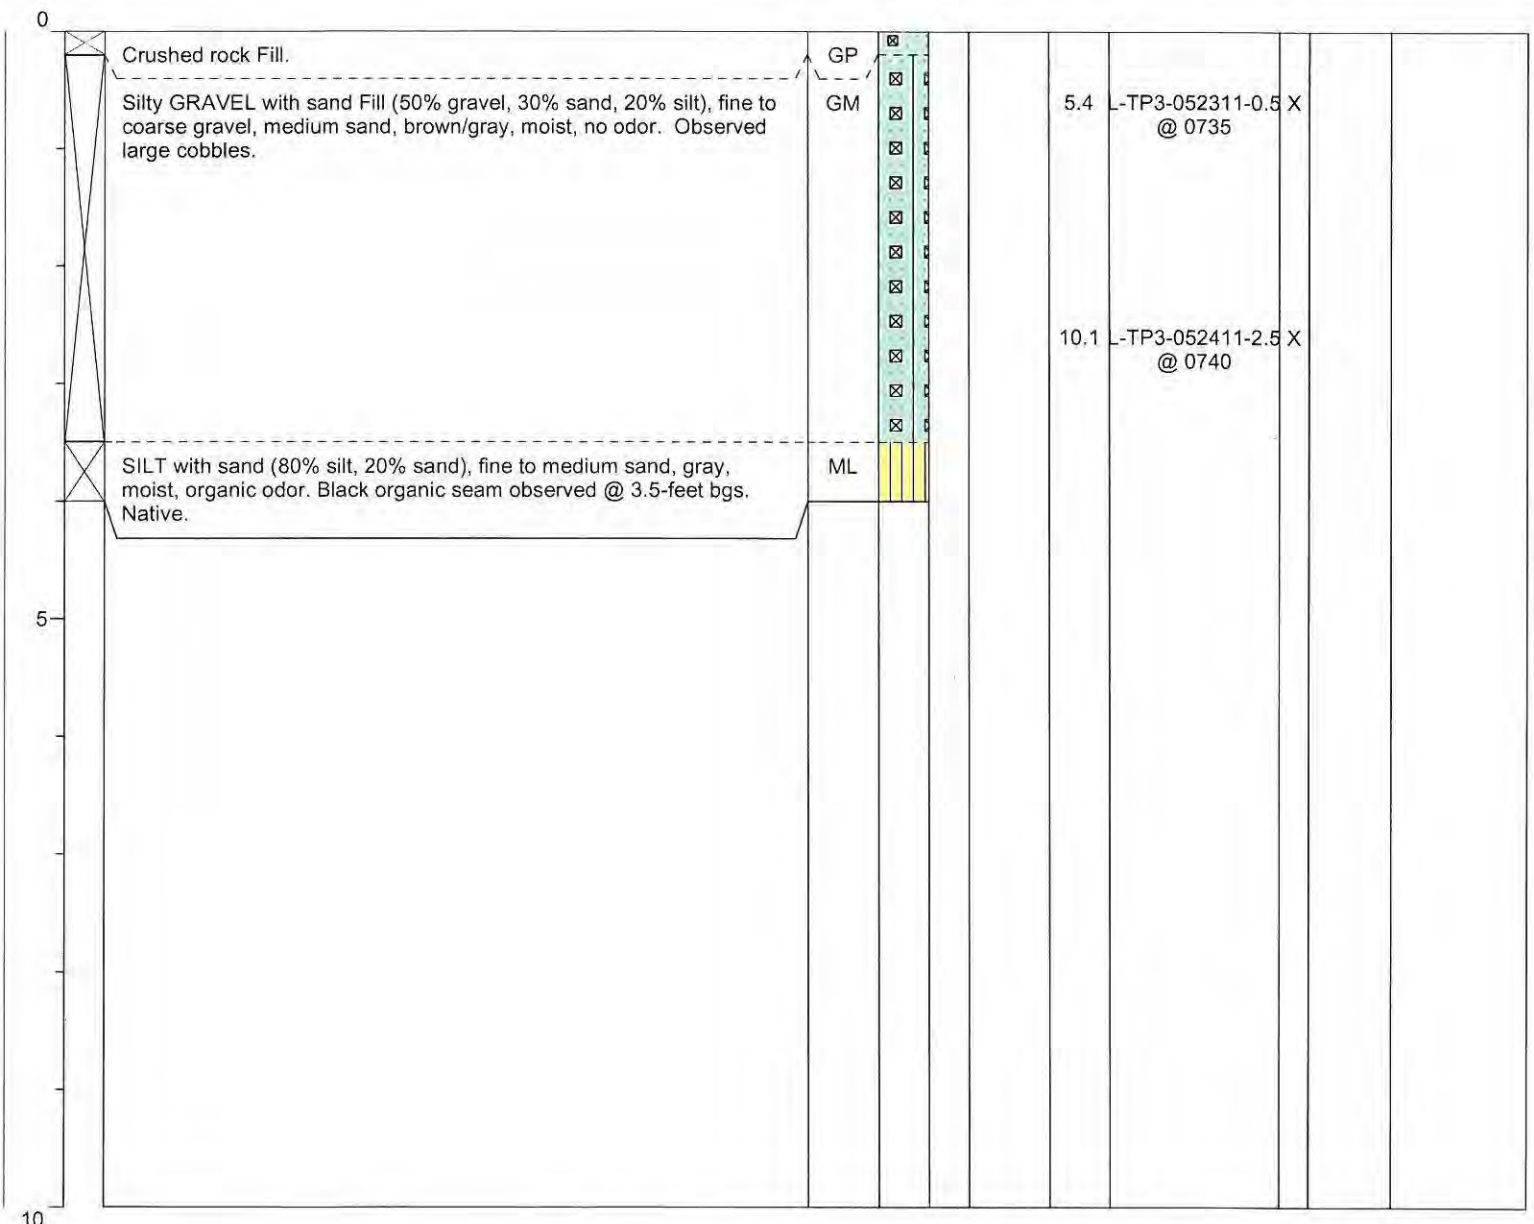 0
Crushed rock Fill. GP
Silty GRAVEL with sand Fill (50% gravel, 30% sand, 20% silt), fine to GM 5.4 L-TP3-052311-0.5 X
coarse gravel, medium sand, brown/gray, moist, no odor. Observed @ 0735
large cobbles.
10.1 L-TP3-052411-2.5 X
@ 0740
SILT with sand (80% silt, 20% sand), fine to medium sand, gray, ML
moist, organic odor. Black organic seam observed @ 3.5-feet bgs.
Native.
5
10